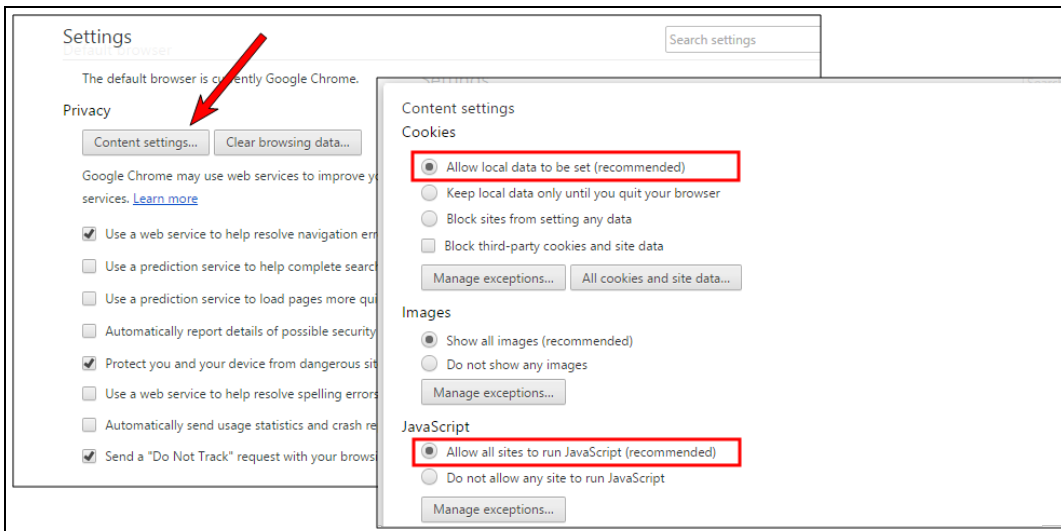 Settings
Default browser
Search settings
The default browser is currently Google Chrome.
Privacy
Content settings...
Clear browsing data...
Google Chrome may use web services to improve
services. Learn more
Use a web service to help resolve navigation
Use a prediction service to help complete
Use a prediction service to load pages more
Automatically report details of possible security
Protect you and your device from dangerous
Use a web service to help resolve spelling errors
Automatically send usage statistics and crash
Send a "Do Not Track" request with your
Settings
Content settings
Cookies
Allow local data to be set (recommended)
Keep local data only until you quit your browser
Block sites from setting any data
Block third-party cookies and site data
Manage exceptions...
All cookies and site data...
Images
Show all images (recommended)
Do not show any images
Manage exceptions...
JavaScript
Allow all sites to run JavaScript (recommended)
Do not allow any site to run JavaScript
Manage exceptions...